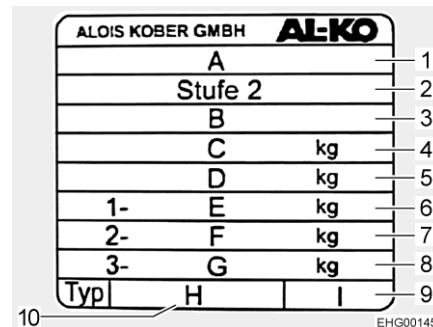 ALOIS KOBER GMBH AL-KO
A 1
Stufe 2 2
B 3
C kg 4
D kg 5
1- E kg 6
2- F kg 7
3- G kg 8
Typ H I 9
10
EHG00145